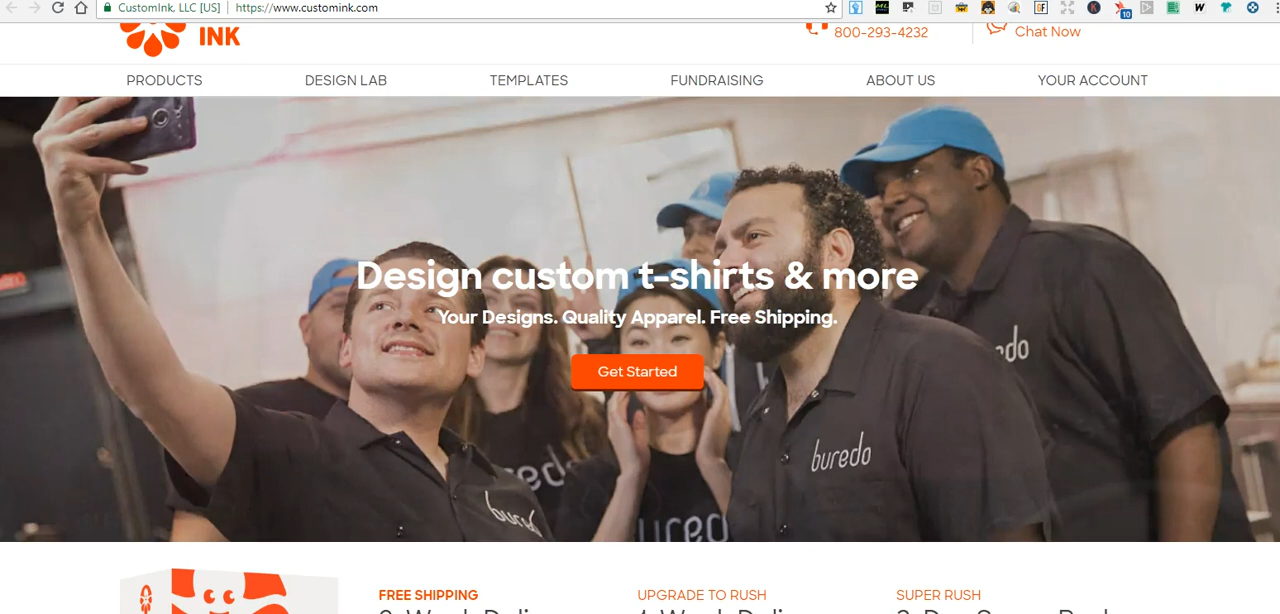 CustomInk, LLC [US] | https://www.customink.com
10
INK
800-293-4232
Chat Now
PRODUCTS
DESIGN LAB
TEMPLATES
FUNDRAISING
ABOUT US
YOUR ACCOUNT
Design custom t-shirts & more
Your Designs. Quality Apparel. Free Shipping.
Get Started
buredo
FREE SHIPPING
UPGRADE TO RUSH
SUPER RUSH